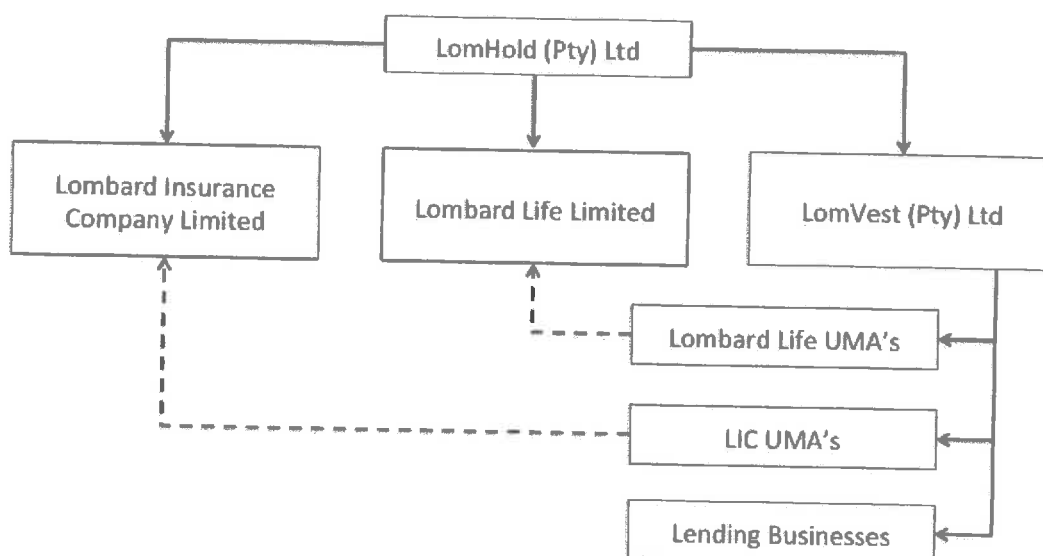 LomHold (Pty) Ltd
Lombard Insurance
Company Limited
Lombard Life Limited
LomVest (Pty) Ltd
Lombard Life UMA's
LIC UMA's
Lending Businesses